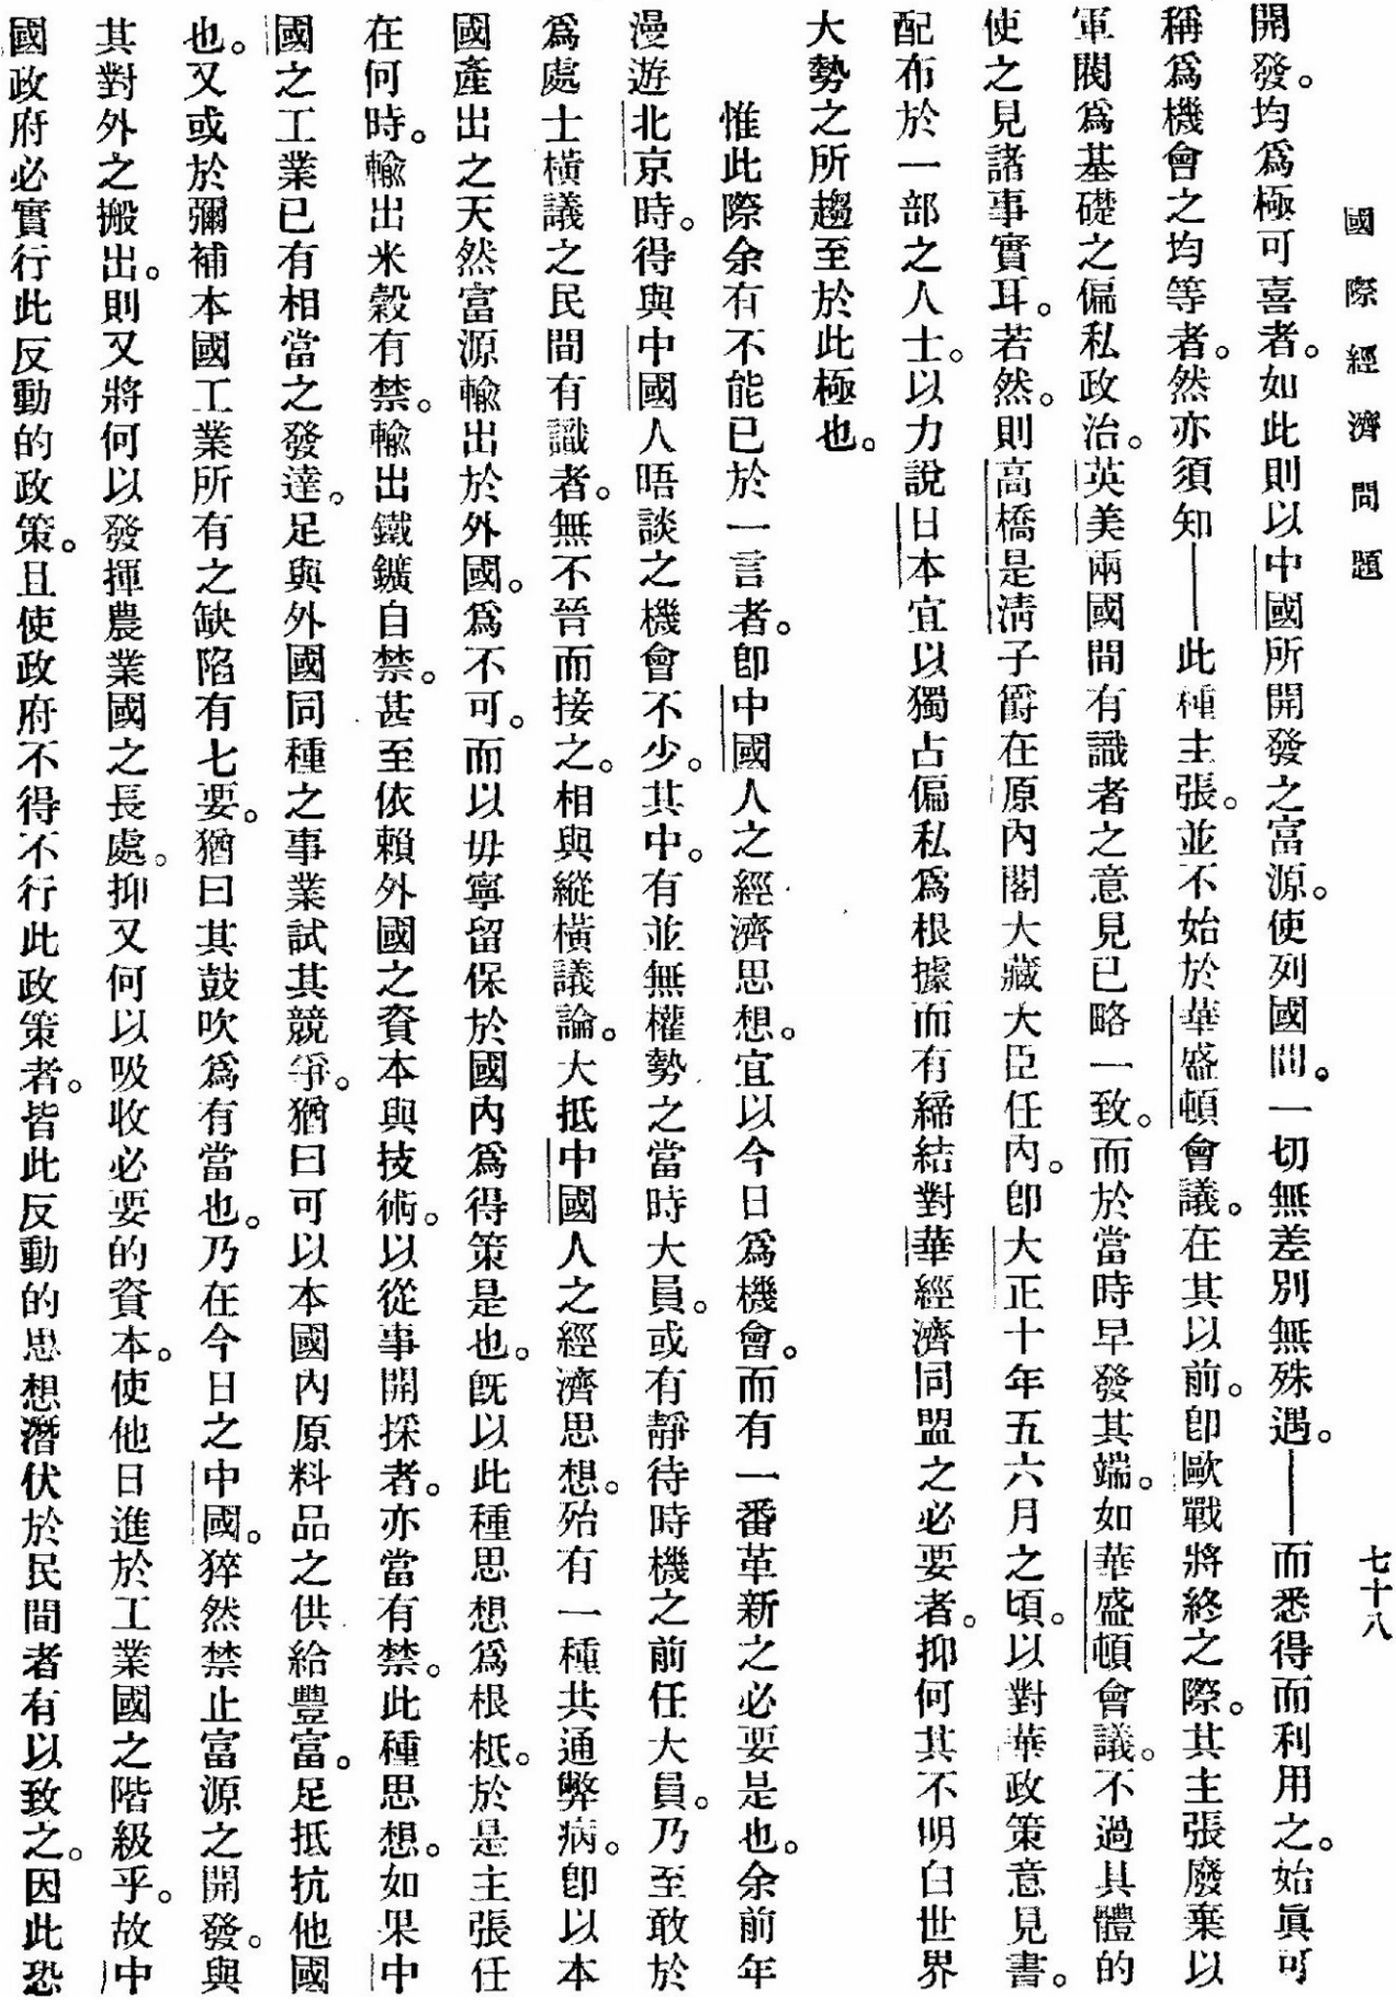 國際經濟問題
七十八
開發。均爲極可喜者。如此則以中國所開發之富源。使列國間。一切無差別無殊遇。——而悉得而利用之。始眞可
稱爲機會之均等者。然亦須知——此種主張。並不始於華盛頓會議。在其以前。卽歐戰將終之際。其主張廢棄以
軍閥爲基礎之偏私政治。英美兩國間有識者之意見已略一致。而於當時早發其端。如華盛頓會議。不過具體的
使之見諸事實耳。若然。則高橋是清子爵在原內閣大藏大臣任內。卽大正十年五六月之頃。以對華政策意見書。
配布於一部之人士。以力說日本宜以獨占偏私爲根據而有締結對華經濟同盟之必要者。抑何其不明白世界
大勢之所趨至於此極也。
惟此際余有不能已於一言者。卽中國人之經濟思想。宜以今日爲機會。而有一番革新之必要是也。余前年
漫遊北京時。得與中國人晤談之機會不少。其中。有並無權勢之當時大員。或有靜待時機之前任大員。乃至敢於
爲處士橫議之民間有識者。無不晉而接之。相與縱橫議論。大抵中國人之經濟思想。殆有一種共通弊病。卽以本
國產出之天然富源輸出於外國。爲不可。而以毋寧留保於國內爲得策是也。旣以此種思想爲根柢。於是主張任
在何時。輸出米穀有禁。輸出鐵鑛自禁。甚至依賴外國之資本與技術。以從事開採者。亦當有禁。此種思想。如果中
國之工業已有相當之發達。足與外國同種之事業試其競爭。猶曰可以本國內原料品之供給豐富。足抵抗他國
也。又或於彌補本國工業所有之缺陷有七要。猶曰其鼓吹爲有當也。乃在今日之中國。猝然禁止富源之開發。與
其對外之搬出。則又將何以發揮農業國之長處。抑又何以吸收必要的資本。使他日進於工業國之階級乎。故中
國政府必實行此反動的政策。且使政府不得不行此政策者。皆此反動的思想潛伏於民間者有以致之。因此恐